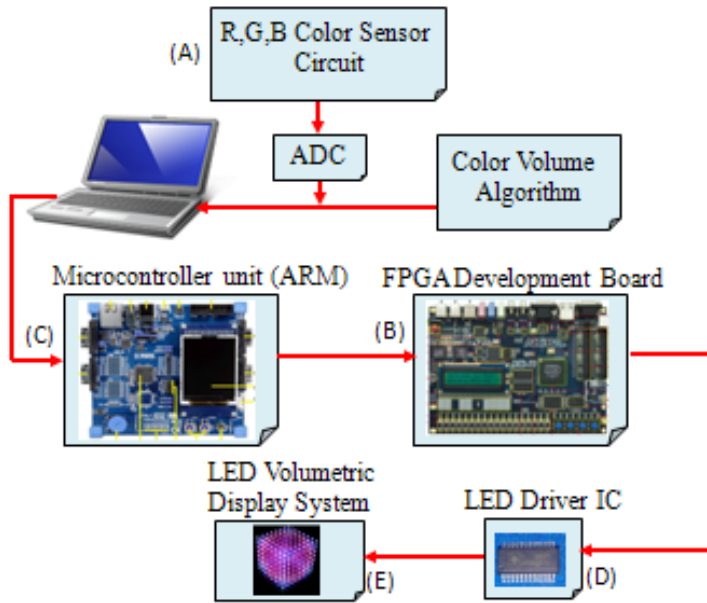 (A)
R,G,B Color Sensor
Circuit
ADC
Color Volume
Algorithm
Microcontroller unit (ARM)
FPGA Development Board
(C)
(B)
LED Volumetric
Display System
LED Driver IC
(E)
(D)